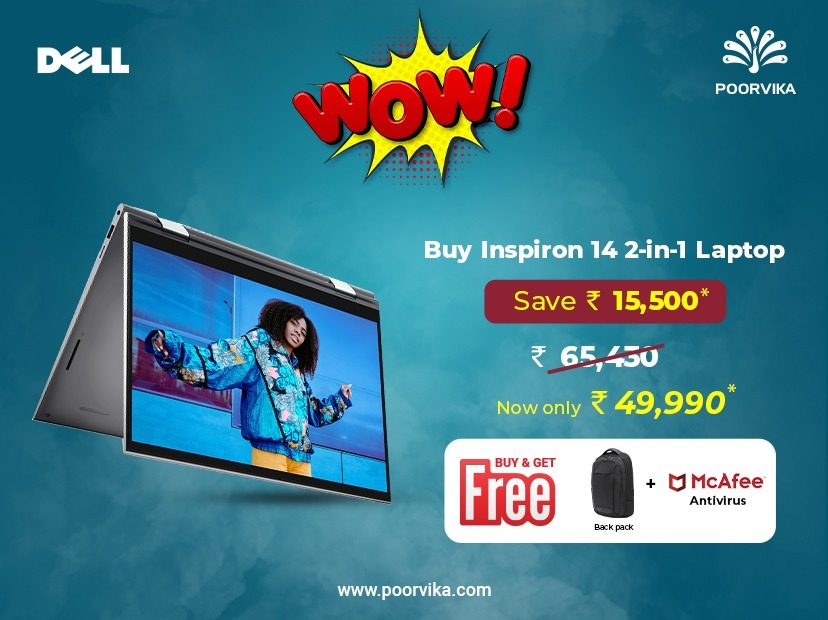 DELL
WOW!
POORVIKA
Buy Inspiron 14 2-in-1 Laptop
Save ₹ 15,500*
₹ 65,450
Now only ₹ 49,990*
BUY & GET
Free
Back pack
+
McAfee
Antivirus
www.poorvika.com